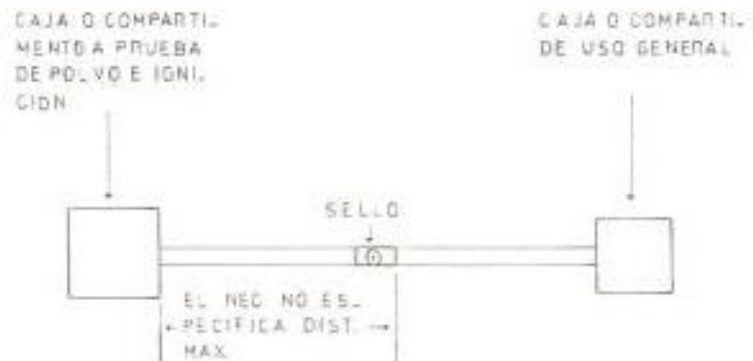 CAJA O COMPARTI-
MENTO A PRUEBA
DE POLVO E IGNI-
CION
CAJA O COMPARTI-
DE USO GENERAL
SELLO
EL NEC NO ES-
PECIFICA DIST.
MAX.